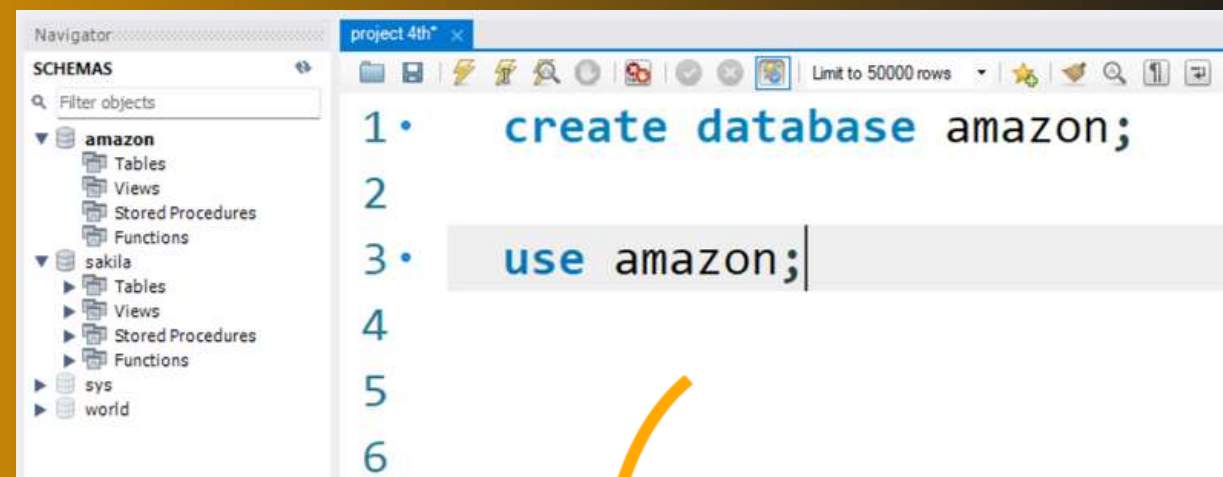 Navigator
SCHEMAS
Filter objects
amazon
Tables
Views
Stored Procedures
Functions
sakila
Tables
Views
Stored Procedures
Functions
sys
world
project 4th*
Limit to 50000 rows
1 create database amazon;
2
3 use amazon;
4
5
6